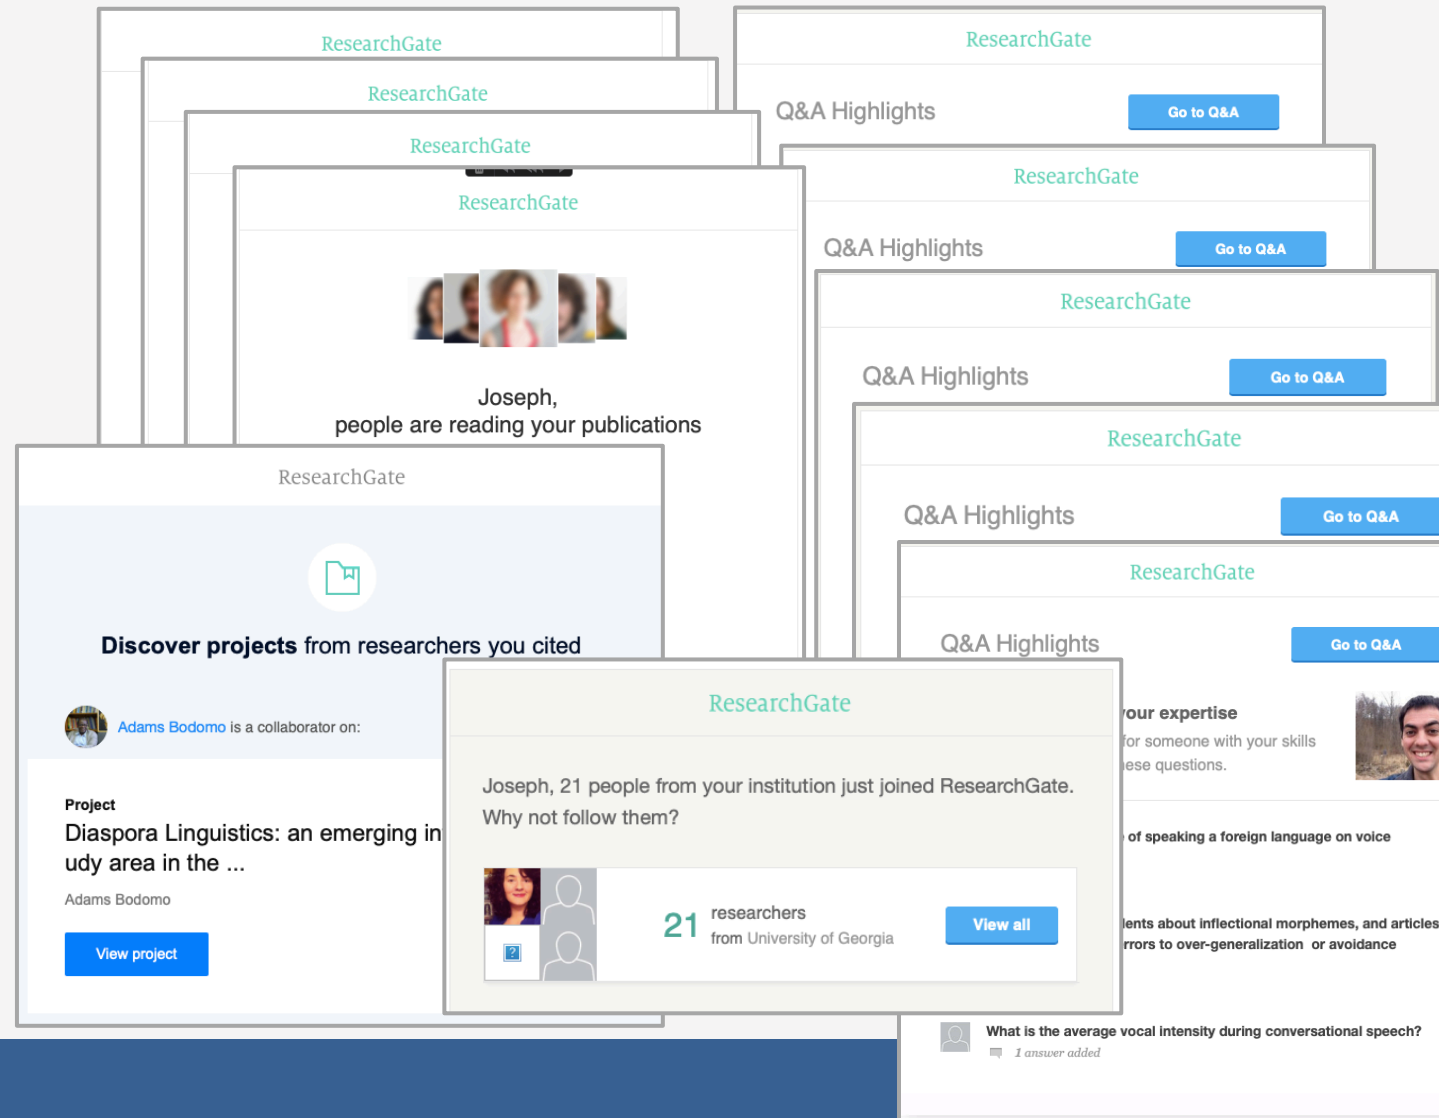 ResearchGate
ResearchGate
ResearchGate
ResearchGate
Joseph,
people are reading your publications
ResearchGate
Q&A Highlights
Go to Q&A
ResearchGate
Q&A Highlights
Go to Q&A
ResearchGate
Q&A Highlights
Go to Q&A
ResearchGate
Q&A Highlights
Go to Q&A
ResearchGate
Q&A Highlights
Go to Q&A
your expertise
for someone with your skills
questions.
of speaking a foreign language on voice
about inflectional morphemes, and articles
to over-generalization or avoidance
What is the average vocal intensity during conversational speech?
1 answer added
ResearchGate
Discover projects from researchers you cited
Adams Bodomo is a collaborator on:
Project
Diaspora Linguistics: an emerging in
udy area in the ...
Adams Bodomo
View project
ResearchGate
Joseph, 21 people from your institution just joined ResearchGate.
Why not follow them?
21
researchers
from University of Georgia
View all